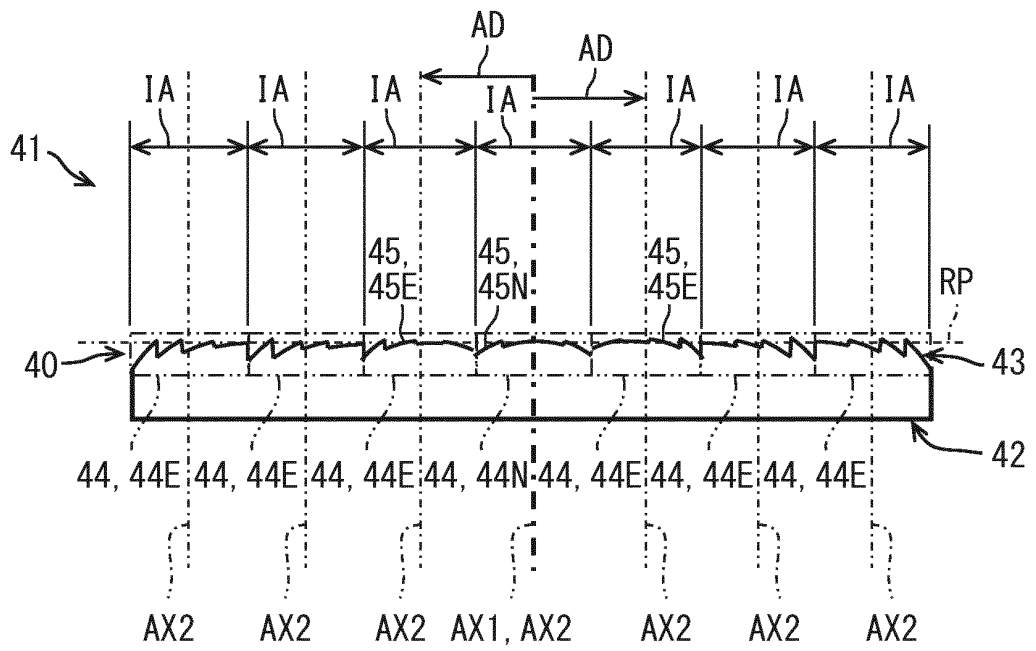 AD
AD
IA IA IA IA IA IA IA
41
45, 45E
45, 45N
45, 45E
RP
40
43
42
44, 44E 44, 44E 44, 44E 44, 44N 44, 44E 44, 44E 44, 44E
AX2 AX2 AX2 AX1, AX2 AX2 AX2 AX2